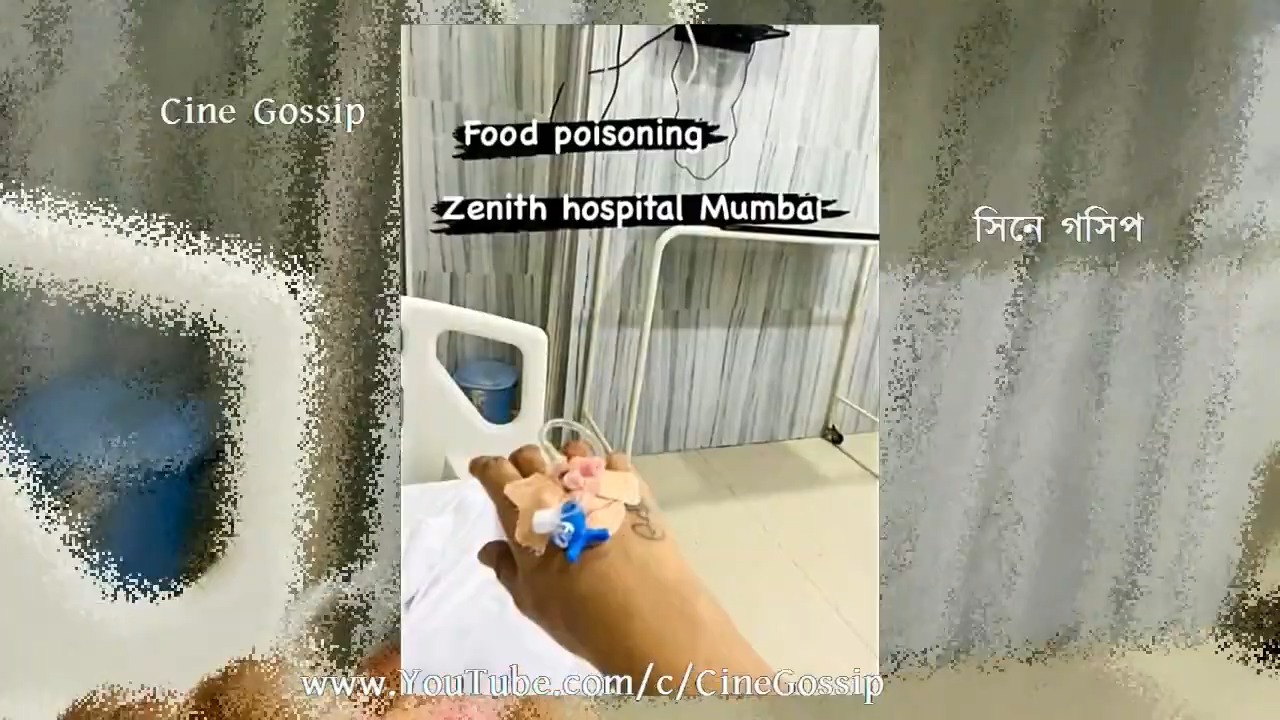 Cine Gossip
Food poisoning
Zenith hospital Mumbai
সিনে গসিপ
www.YouTube.com/c/CineGossip